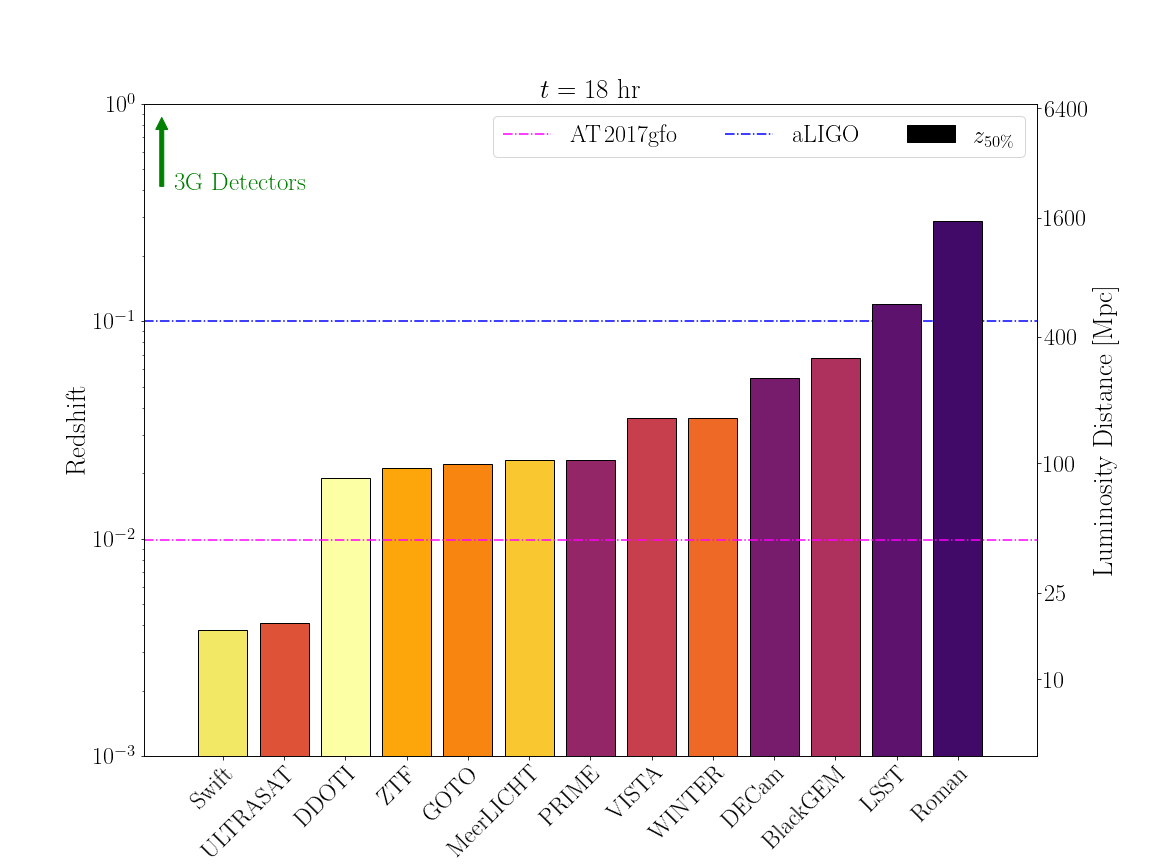 t = 18 hr
AT 2017gfo
aLIGO
z50%
3G Detectors
Redshift
10^0
10^−1
10^−2
10^−3
Luminosity Distance [Mpc]
6400
1600
400
100
25
10
Swift
ULTRASAT
DDOTI
ZTF
GOTO
MeerLICHT
PRIME
VISTA
WINTER
DECam
BlackGEM
LSST
Roman